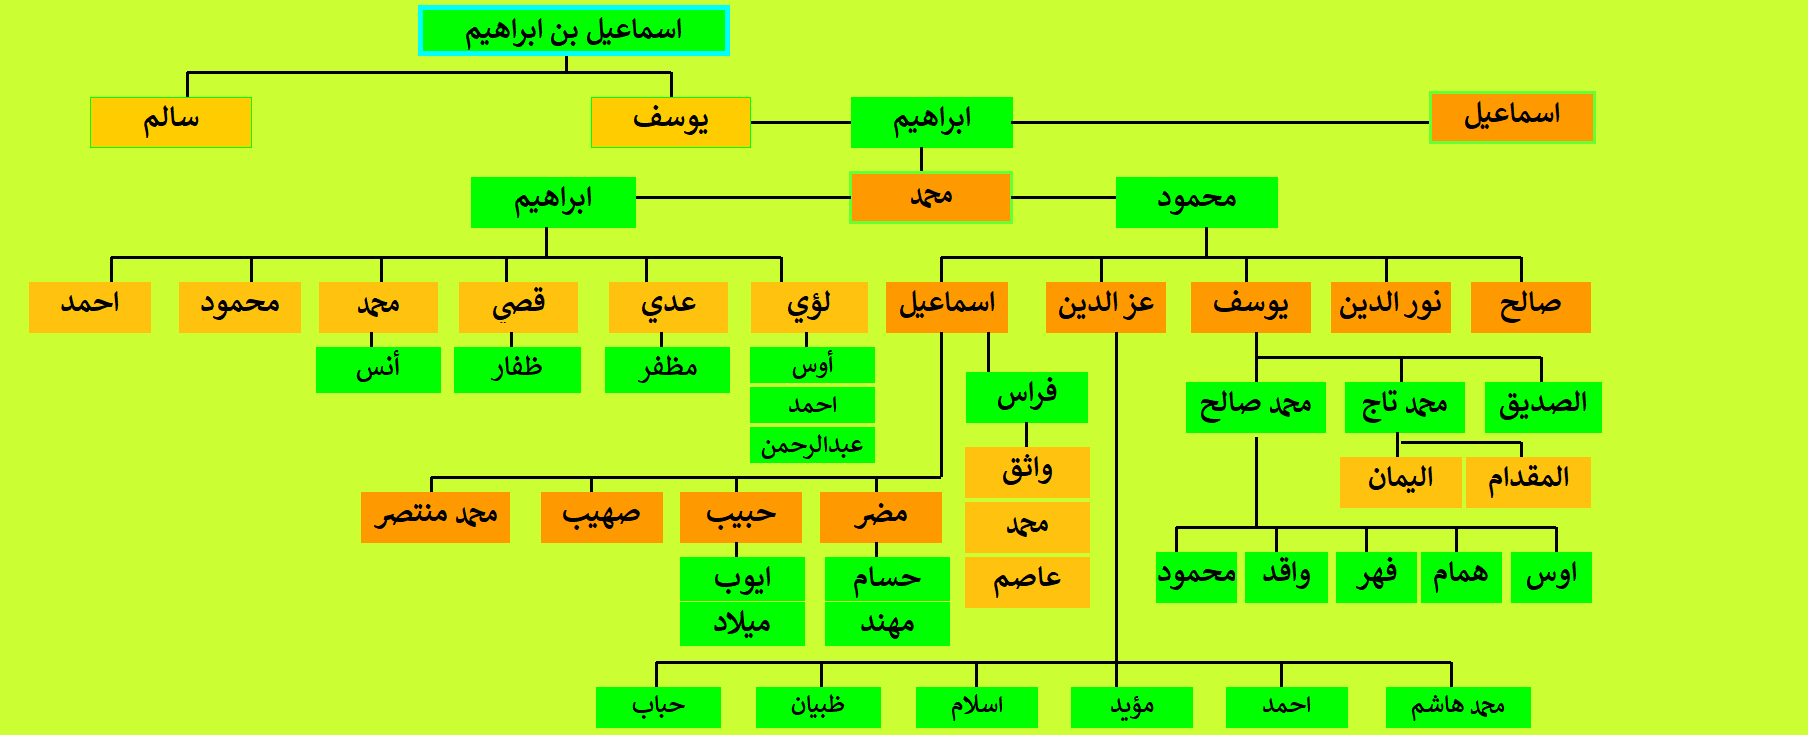 اسماعيل بن ابراهيم
اسماعيل
ابراهيم
يوسف
سالم
محمود
محمد
ابراهيم
صالح
نور الدين
يوسف
عز الدين
اسماعيل
لؤي
عدي
قصي
محمد
محمود
احمد
أوس
مظفر
ظفار
أنس
احمد
عبدالرحمن
الصديق
محمد تاج
محمد صالح
فراس
المقدام
اليمان
واثق
محمد
عاصم
مضر
حبيب
صهيب
محمد منتصر
اوس
همام
فهر
واقد
محمود
حسام
ايوب
مهند
ميلاد
محمد هاشم
احمد
مؤيد
اسلام
ظبيان
حباب